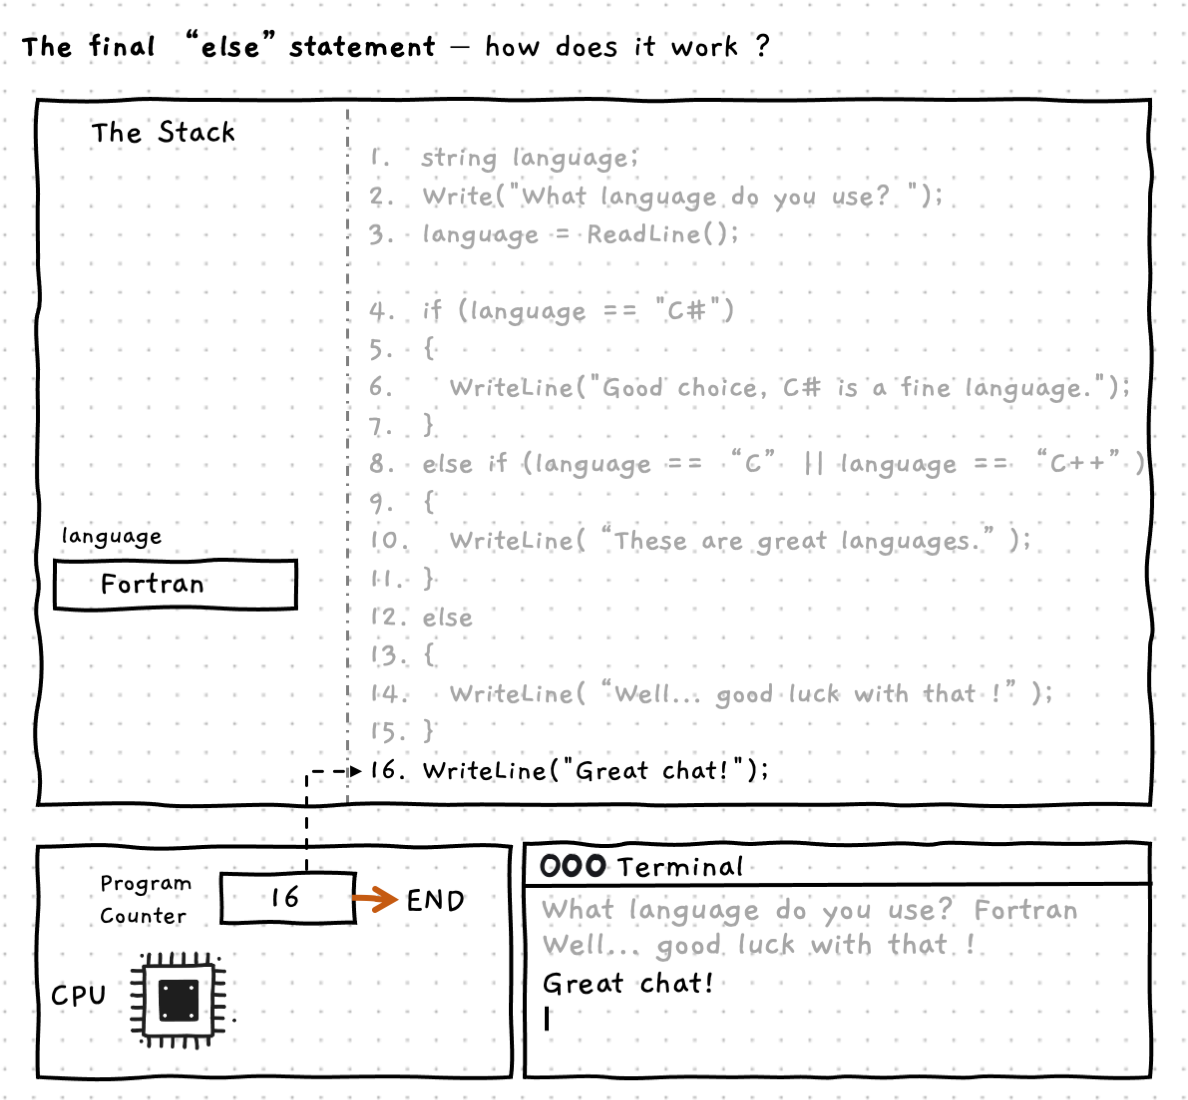 The final “else” statement – how does it work ?
The Stack
1. string language;
2. Write("What language do you use? ");
3. language = ReadLine();
4. if (language == "C#")
5. {
6. WriteLine("Good choice, C# is a fine language.");
7. }
8. else if (language == “C” || language == “C++” )
9. {
10. WriteLine( “These are great languages.” );
11. }
12. else
13. {
14. WriteLine( “Well... good luck with that !” );
15. }
16. WriteLine("Great chat!");
language
Fortran
Program
Counter
16
END
CPU
Terminal
What language do you use? Fortran
Well... good luck with that !
Great chat!